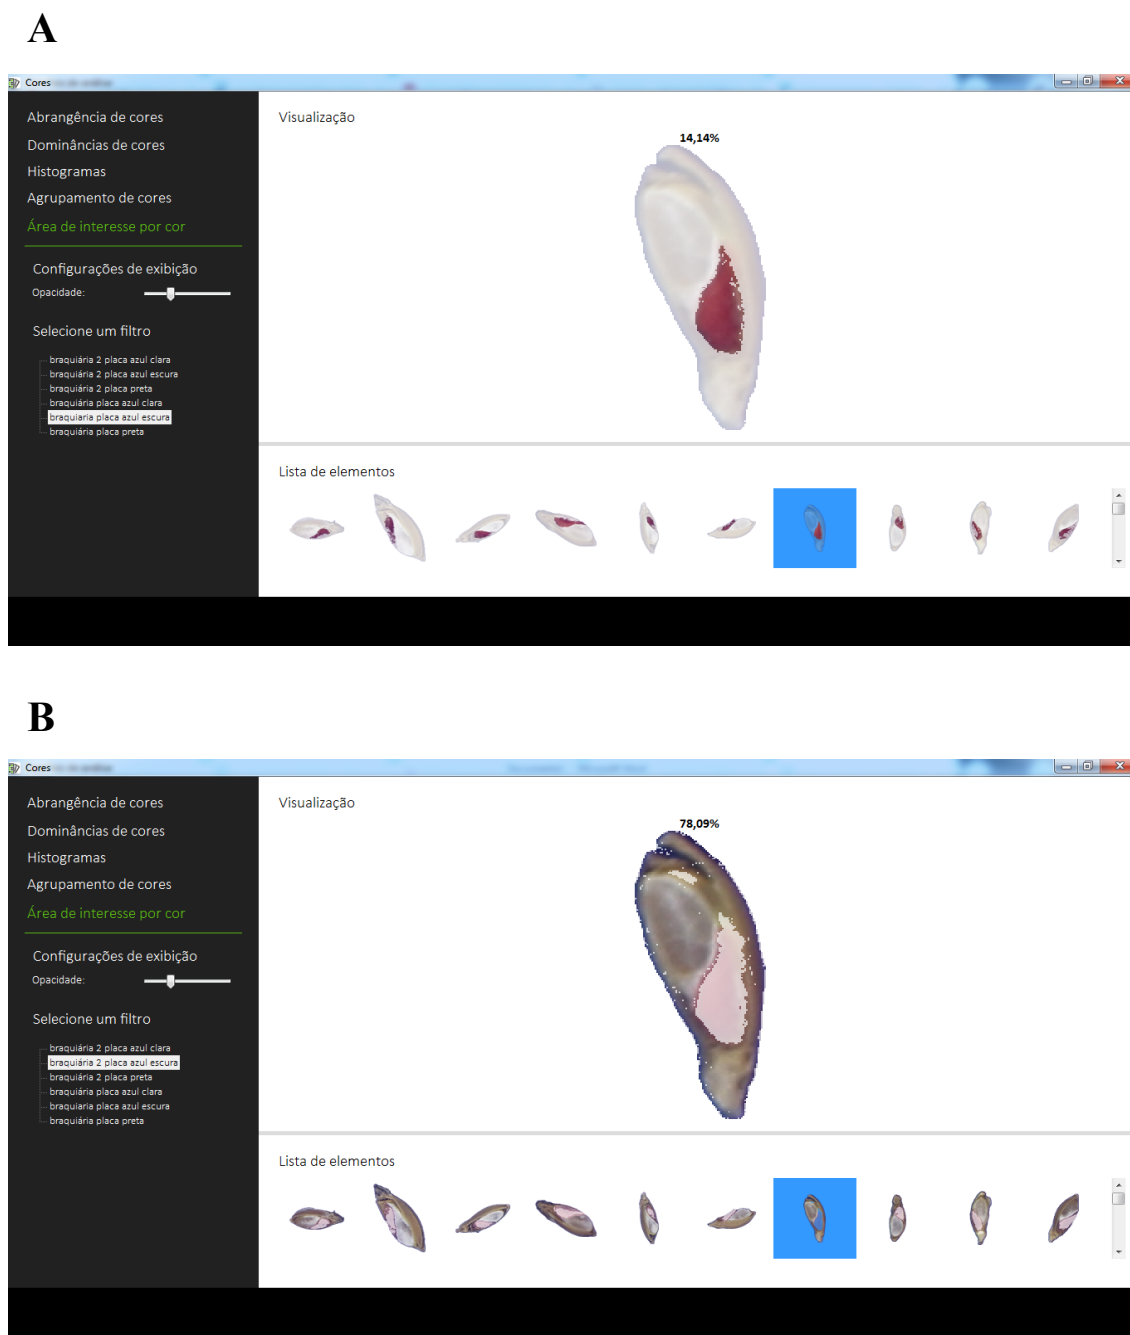 A
Cores
Abrangência de cores
Dominâncias de cores
Histogramas
Agrupamento de cores
Área de interesse por cor
Configurações de exibição
Opacidade:
Selecione um filtro
braquiária 2 placa azul clara
braquiária 2 placa azul escura
braquiária 2 placa preta
braquiária placa azul clara
braquiaria placa azul escura
braquiária placa preta
Visualização
14,14%
Lista de elementos
B
Cores
Abrangência de cores
Dominâncias de cores
Histogramas
Agrupamento de cores
Área de interesse por cor
Configurações de exibição
Opacidade:
Selecione um filtro
braquiária 2 placa azul clara
braquiária 2 placa azul escura
braquiária 2 placa preta
braquiária placa azul clara
braquiaria placa azul escura
braquiária placa preta
Visualização
78,09%
Lista de elementos